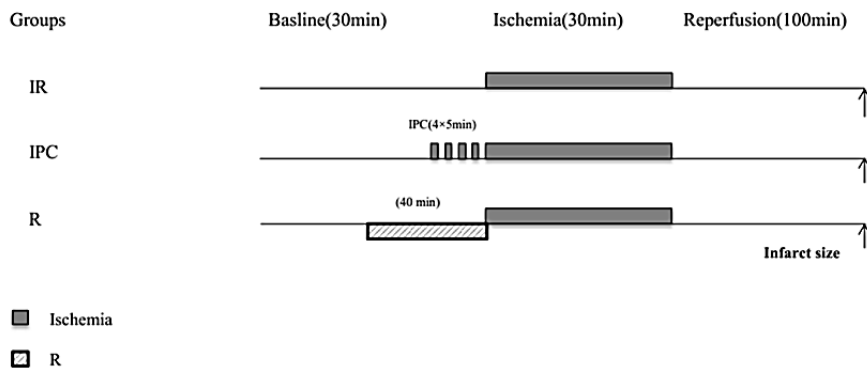 Groups Basline(30min) Ischemia(30min) Reperfusion(100min)
IR
IPC(4×5min)
IPC
(40 min)
R
Infarct size
Ischemia
R